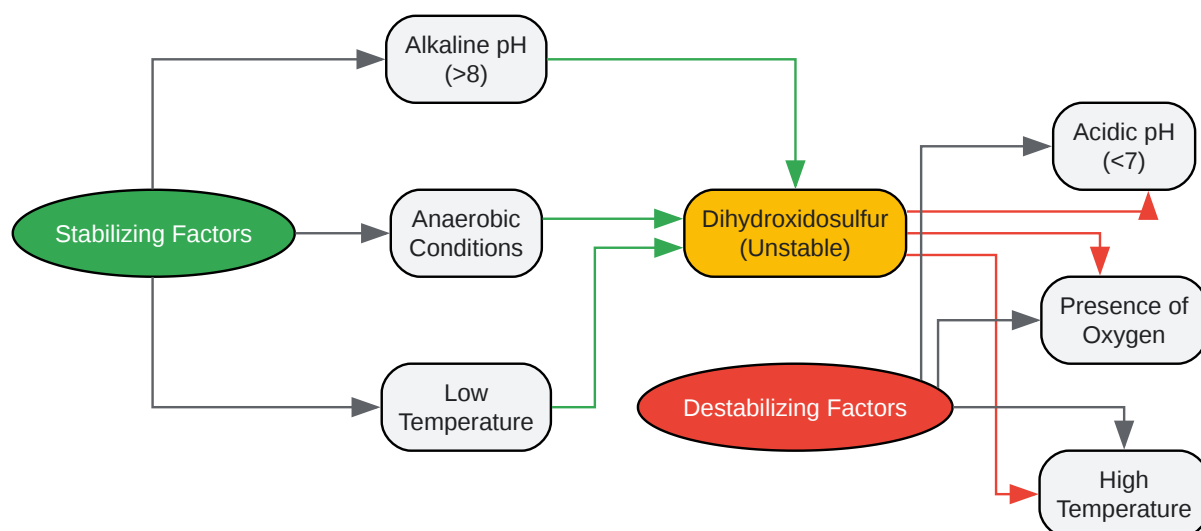 Alkaline pH
(>8)
Acidic pH
(<7)
Stabilizing Factors
Anaerobic
Conditions
Dihydroxidosulfur
(Unstable)
Presence of
Oxygen
Low
Temperature
Destabilizing Factors
High
Temperature